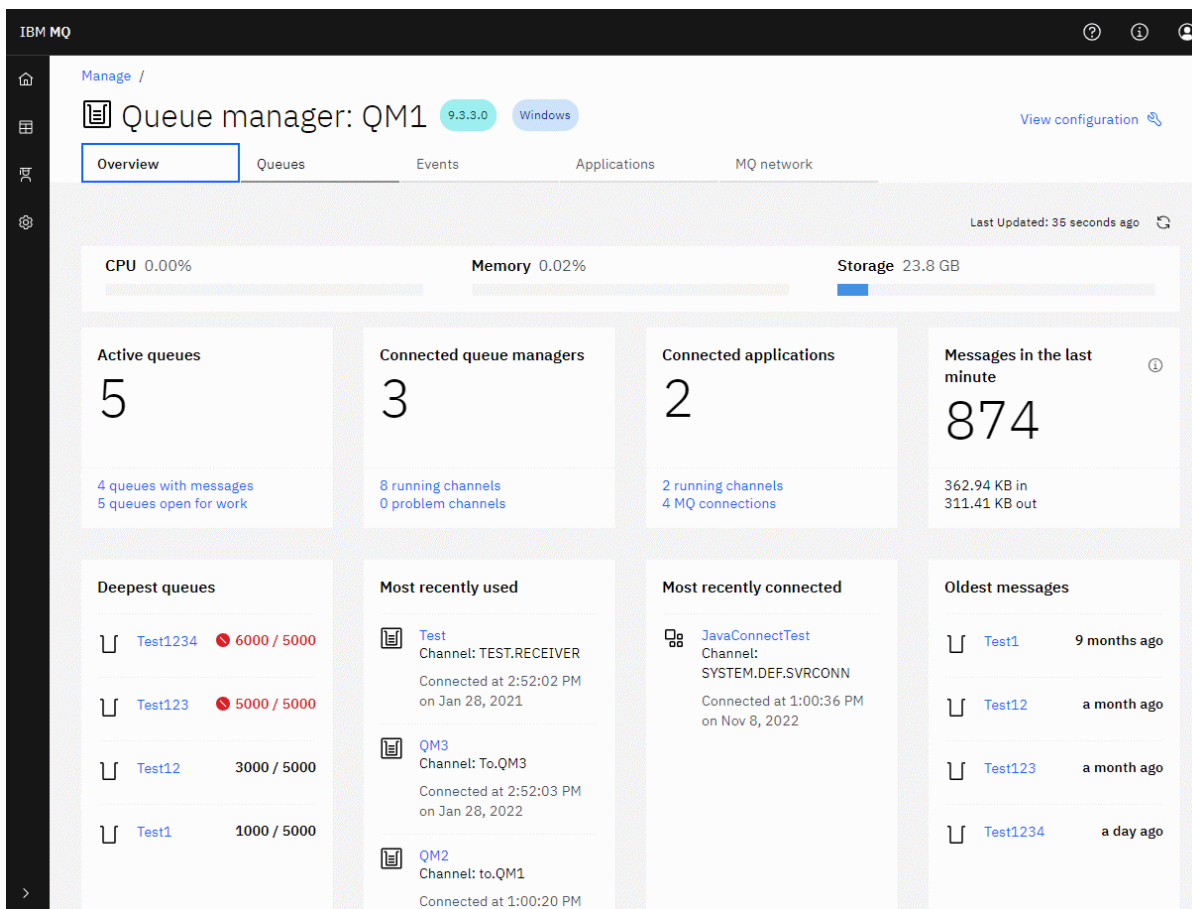 IBM MQ
Manage /
Queue manager: QM1 9.3.3.0 Windows
View configuration
Overview Queues Events Applications MQ network
Last Updated: 35 seconds ago
CPU 0.00% Memory 0.02% Storage 23.8 GB
Active queues
5
4 queues with messages
5 queues open for work
Connected queue managers
3
8 running channels
0 problem channels
Connected applications
2
2 running channels
4 MQ connections
Messages in the last
minute
874
362.94 KB in
311.41 KB out
Deepest queues
Test1234 6000 / 5000
Test123 5000 / 5000
Test12 3000 / 5000
Test1 1000 / 5000
Most recently used
Test
Channel: TEST.RECEIVER
Connected at 2:52:02 PM
on Jan 28, 2021
QM3
Channel: To.QM3
Connected at 2:52:03 PM
on Jan 28, 2022
QM2
Channel: to.QM1
Connected at 1:00:20 PM
Most recently connected
JavaConnectTest
Channel:
SYSTEM.DEF.SVRCONN
Connected at 1:00:36 PM
on Nov 8, 2022
Oldest messages
Test1 9 months ago
Test12 a month ago
Test123 a month ago
Test1234 a day ago